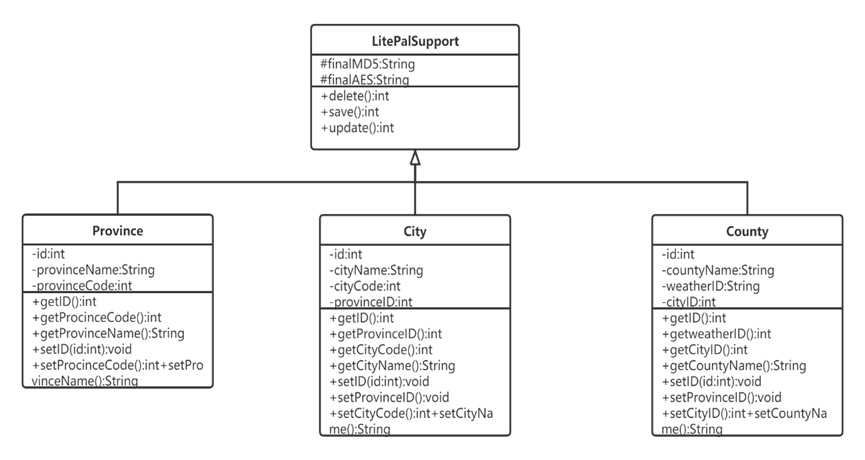 LitePalSupport
#finalMD5:String
#finalAES:String
+delete():int
+save():int
+update():int
Province
-id:int
-provinceName:String
-provinceCode:int
+getID():int
+getProcinceCode():int
+getProvinceName():String
+setID(id:int):void
+setProcinceCode():int+setPro
vinceName():String
City
-id:int
-cityName:String
-cityCode:int
-provinceID:int
+getID():int
+getProvinceID():int
+getCityCode():int
+getCityName():String
+setID(id:int):void
+setProvinceID():void
+setCityCode():int+setCityNa
me():String
County
-id:int
-countyName:String
-weatherID:String
-cityID:int
+getID():int
+getweatherID():int
+getCityID():int
+getCountyName():String
+setID(id:int):void
+setProvinceID():void
+setCityID():int+setCountyNa
me():String